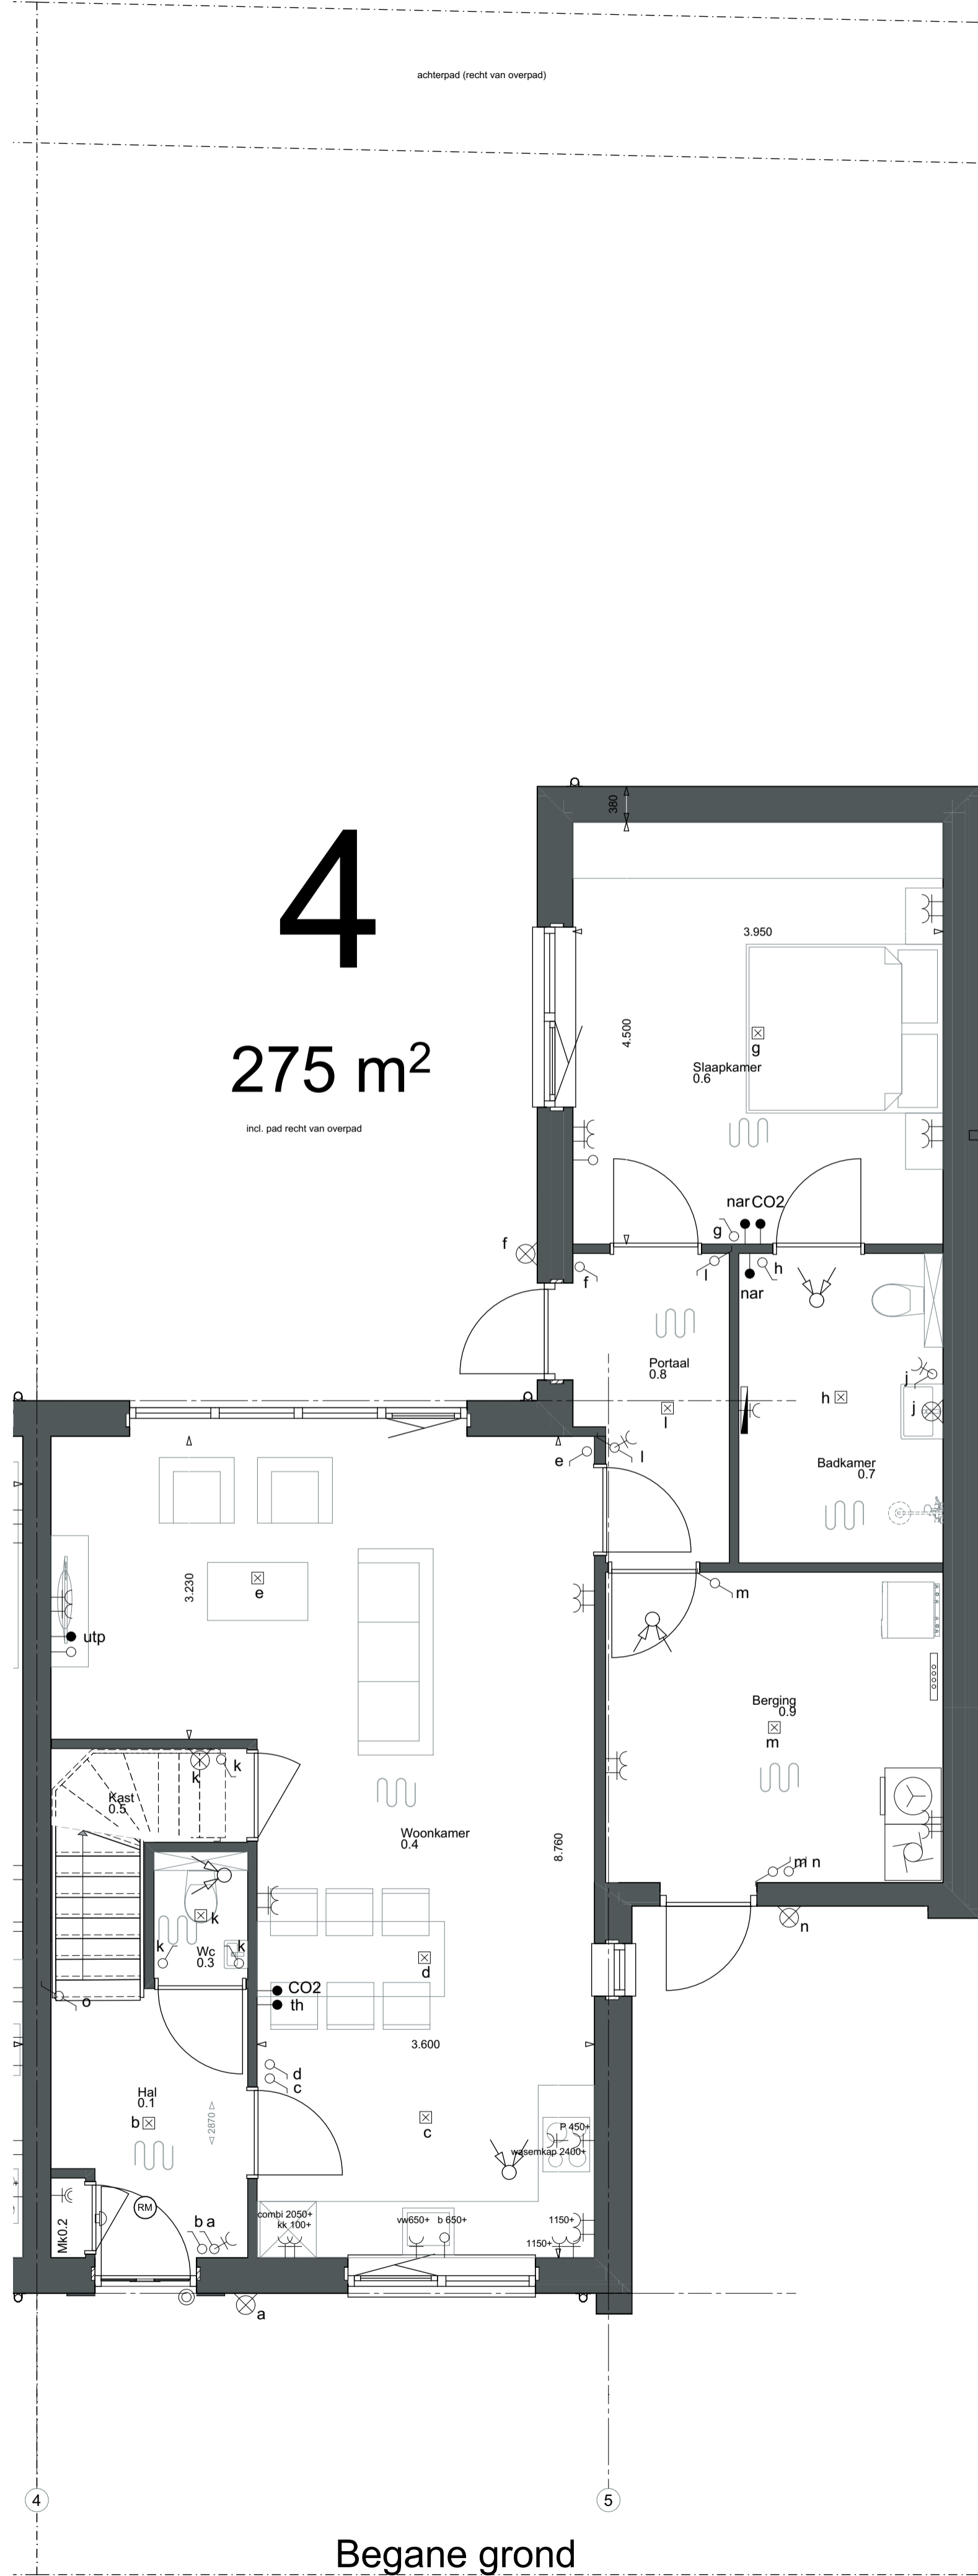 achterpad (recht van overpad)
380
4
3.950
4.500
g
275 m²
Slaapkamer
0.6
incl. pad recht van overpad
nar CO2
g
f
l
h
f
nar
Portaal
0.8
j
h
j
l
e
l
Badkamer
0.7
3.230
e
m
utp
Berging
0.9
m
k
k
Kast
0.5
Woonkamer
0.4
8.760
m n
k
n
k
k
Wc
0.3
d
CO2
th
o
3.600
d
c
Hal
0.1
b
2870
c
P 450+
wasemkap 2400+
RM
Mk0.2
b a
combi 2050+
kk 100+
vw650+
b 650+
1150+
1150+
a
4
5
Begane grond